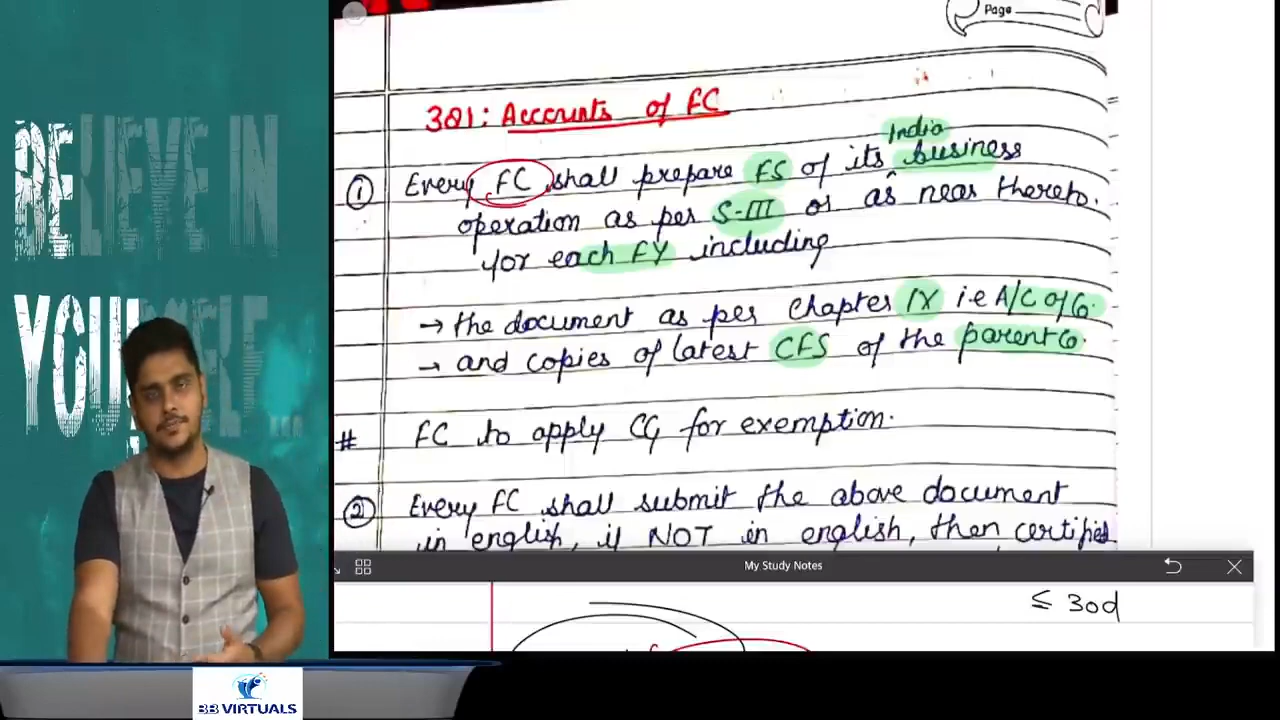 BELIEVE IN
YOURSELF...
Page
381: Accounts of FC
① Every FC shall prepare FS of its India business
operation as per S-III or as near thereto.
for each FY including
→ the document as per Chapter IX i.e A/C of Co.
→ and copies of latest CFS of the parent Co.
# FC to apply CG for exemption.
② Every FC shall submit the above document
in english, if NOT in english, then certified
My Study Notes
≤ 30d
BB VIRTUALS